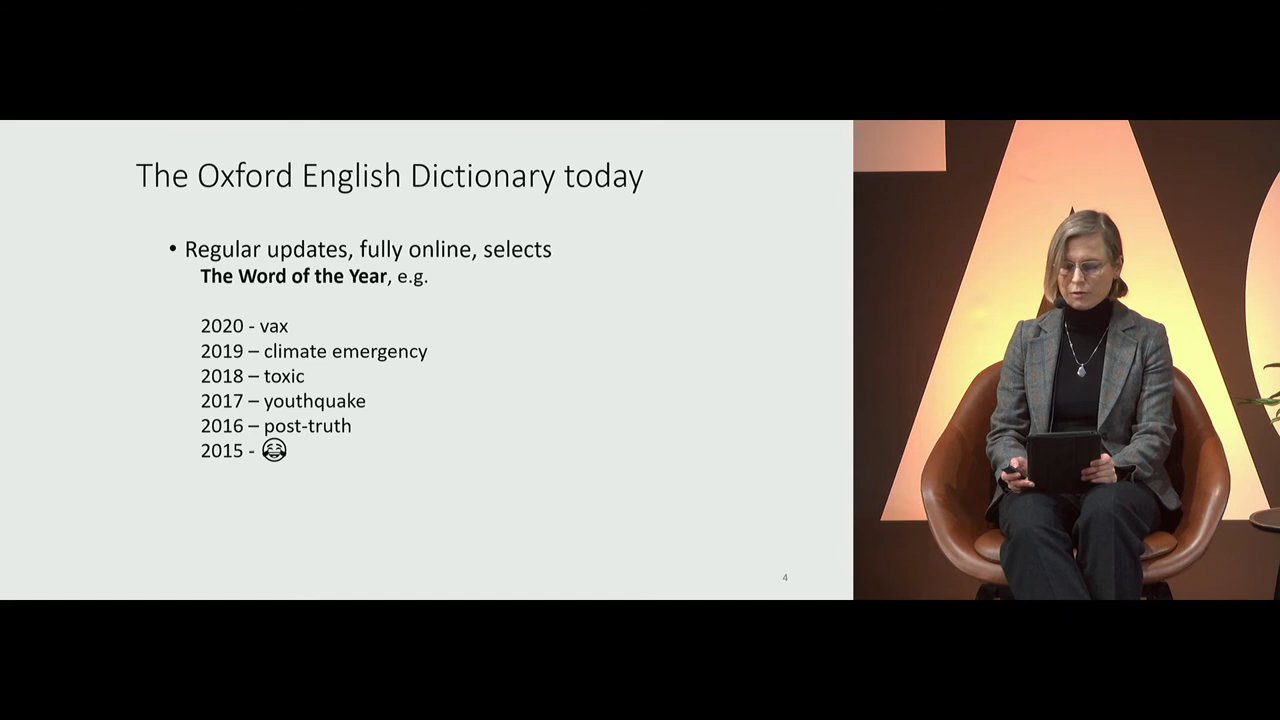 The Oxford English Dictionary today
• Regular updates, fully online, selects
The Word of the Year, e.g.
2020 - vax
2019 – climate emergency
2018 – toxic
2017 – youthquake
2016 – post-truth
2015 - 😂
4